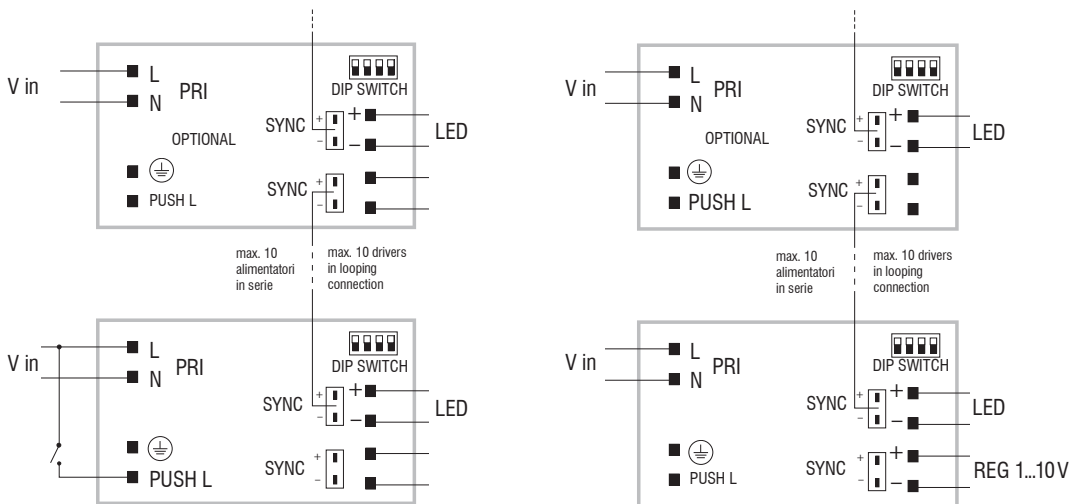 V in
L
N
PRI
OPTIONAL
PUSH L
DIP SWITCH
SYNC
+
-
+
−
LED
SYNC
+
-
max. 10
alimentatori
in serie
max. 10 drivers
in looping
connection
V in
L
N
PRI
PUSH L
DIP SWITCH
SYNC
+
-
+
−
LED
SYNC
+
-
V in
L
N
PRI
OPTIONAL
PUSH L
DIP SWITCH
SYNC
+
-
+
−
LED
SYNC
+
-
max. 10
alimentatori
in serie
max. 10 drivers
in looping
connection
V in
L
N
PRI
PUSH L
DIP SWITCH
SYNC
+
-
+
−
LED
SYNC
+
-
+
−
REG 1...10 V